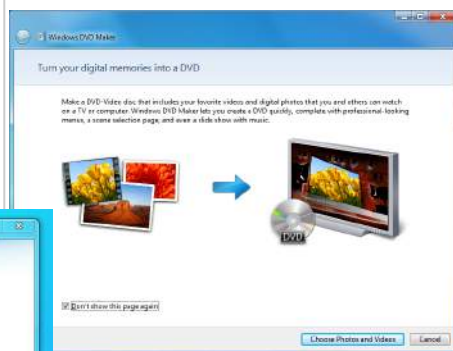 Windows DVD Maker
Turn your digital memories into a DVD
Make a DVD-Video disc that includes your favorite videos and digital photos that you and others can watch
on a TV or computer. Windows DVD Maker lets you create a DVD quickly, complete with professional-looking
menus, a scene selection page, and even a slide show with music.
DVD
Don't show this page again
Choose Photos and Videos
Cancel